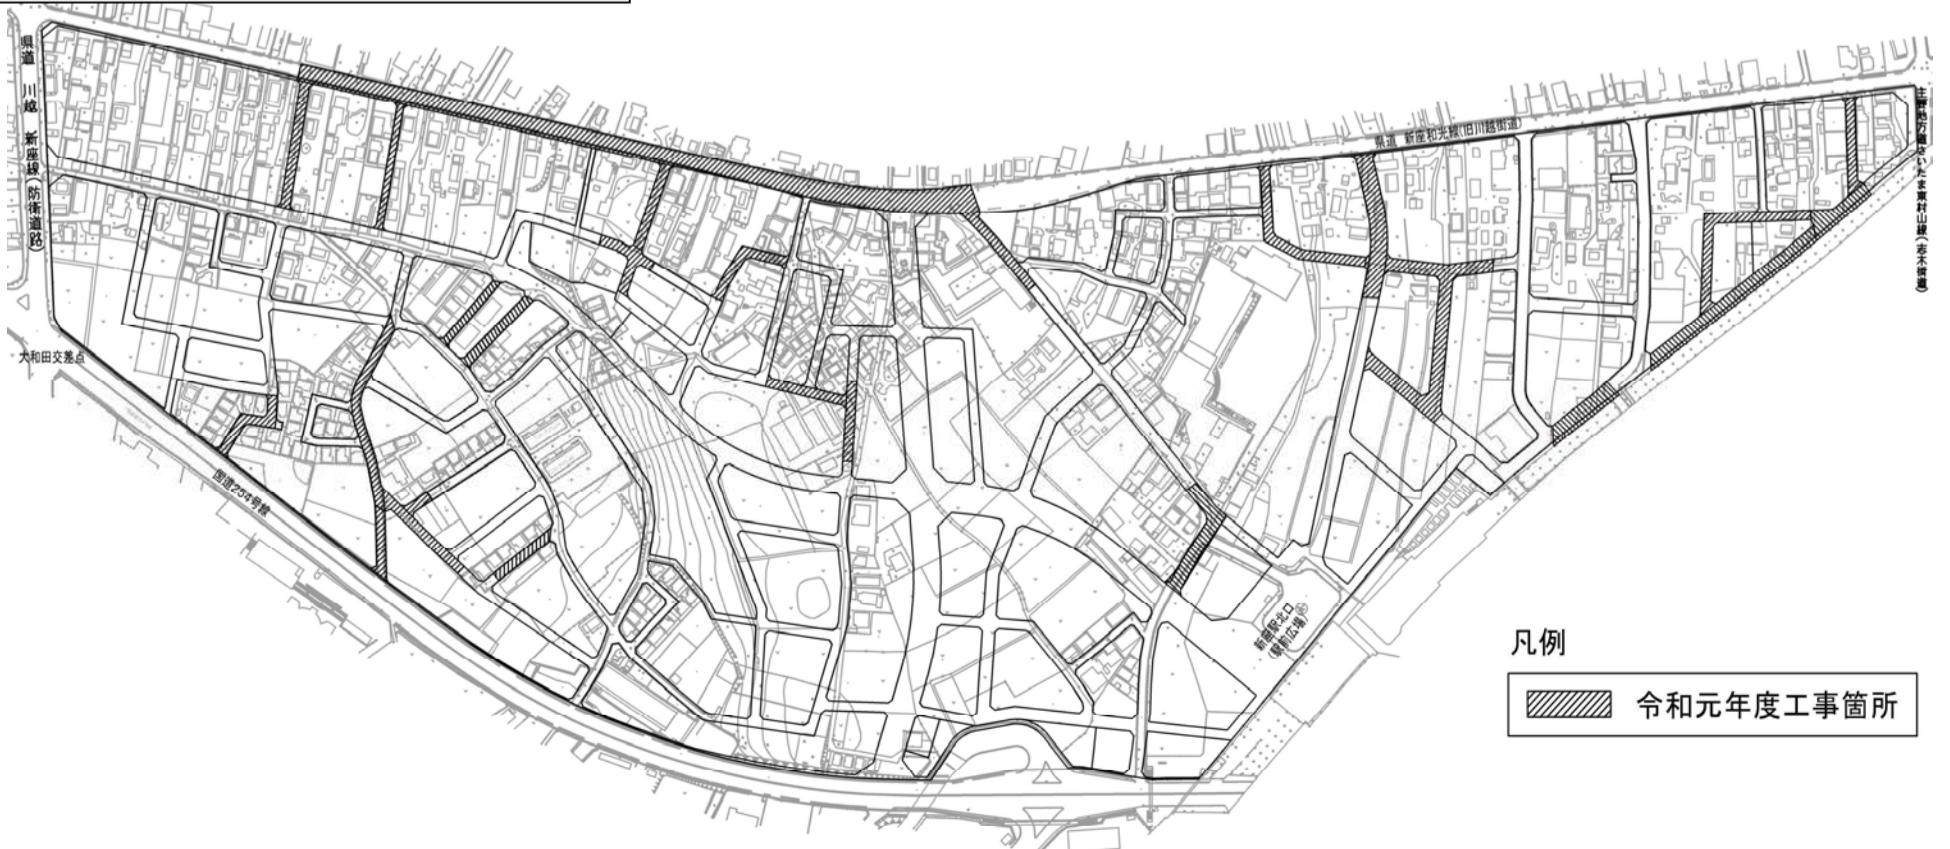 県道 川越 新座線(防衛道路)
県道 新座和光線(旧川越街道)
主要地方道さいたま東村山線(志木街道)
大和田交差点
国道254号線
新座駅北口
(駅前広場)
凡例
令和元年度工事箇所